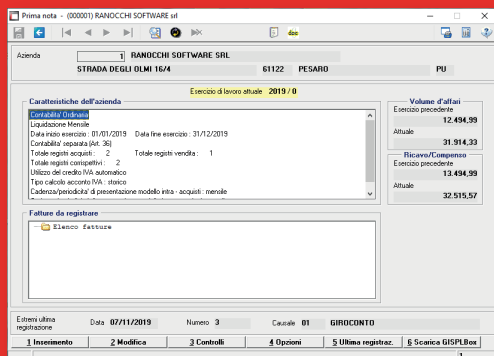 Prima nota - (000001) RANOCCHI SOFTWARE srl
doc
Azienda 1 RANOCCHI SOFTWARE SRL
STRADA DEGLI OLMI 16/4 61122 PESARO PU
Esercizio di lavoro attuale 2019 / 0
Caratteristiche dell'azienda
Contabilita' Ordinaria
Liquidazione Mensile
Data inizio esercizio : 01/01/2019 Data fine esercizio : 31/12/2019
Contabilita' separata (Art. 36)
Totale registri acquisti : 2 Totale registri vendita : 1
Totale registri corrispettivi : 2
Utilizzo del credito IVA automatico
Tipo calcolo acconto IVA : storico
Cadenza/periodicita' di presentazione modello intra - acquisti : mensile
Volume d'affari
Esercizio precedente
12.494,99
Attuale
31.914,33
Ricavo/Compenso
Esercizio precedente
13.494,99
Attuale
32.515,57
Fatture da registrare
Elenco fatture
Estremi ultima
registrazione
Data 07/11/2019 Numero 3 Causale 01 GIROCONTO
1 Inserimento 2 Modifica 3 Controlli 4 Opzioni 5 Ultima registraz. 6 Scarica GISPLBox